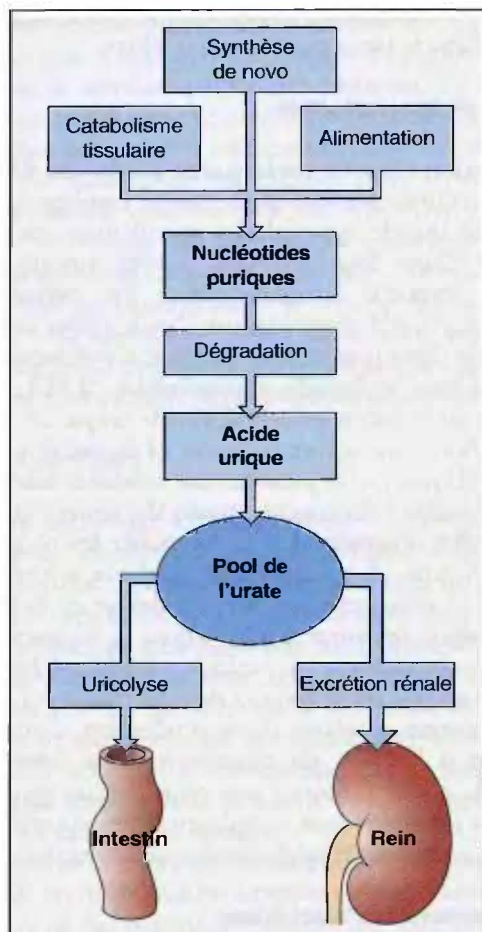 Synthèse
de novo
Catabolisme
tissulaire
Alimentation
Nucléotides
puriques
Dégradation
Acide
urique
Pool de
l'urate
Uricolyse
Excrétion rénale
Intestin
Rein